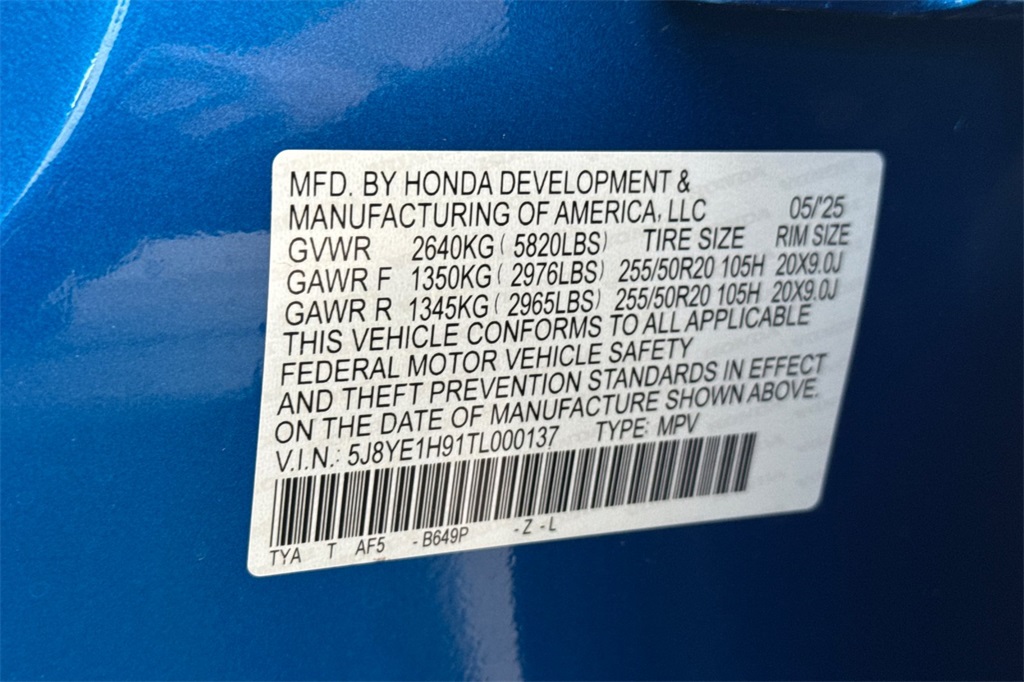 MFD. BY HONDA DEVELOPMENT &
MANUFACTURING OF AMERICA, LLC 05/'25
GVWR 2640KG ( 5820LBS) TIRE SIZE RIM SIZE
GAWR F 1350KG ( 2976LBS) 255/50R20 105H 20X9.0J
GAWR R 1345KG ( 2965LBS) 255/50R20 105H 20X9.0J
THIS VEHICLE CONFORMS TO ALL APPLICABLE
FEDERAL MOTOR VEHICLE SAFETY
AND THEFT PREVENTION STANDARDS IN EFFECT
ON THE DATE OF MANUFACTURE SHOWN ABOVE.
V.I.N.: 5J8YE1H91TL000137 TYPE: MPV
TYA T AF5 - B649P - Z - L